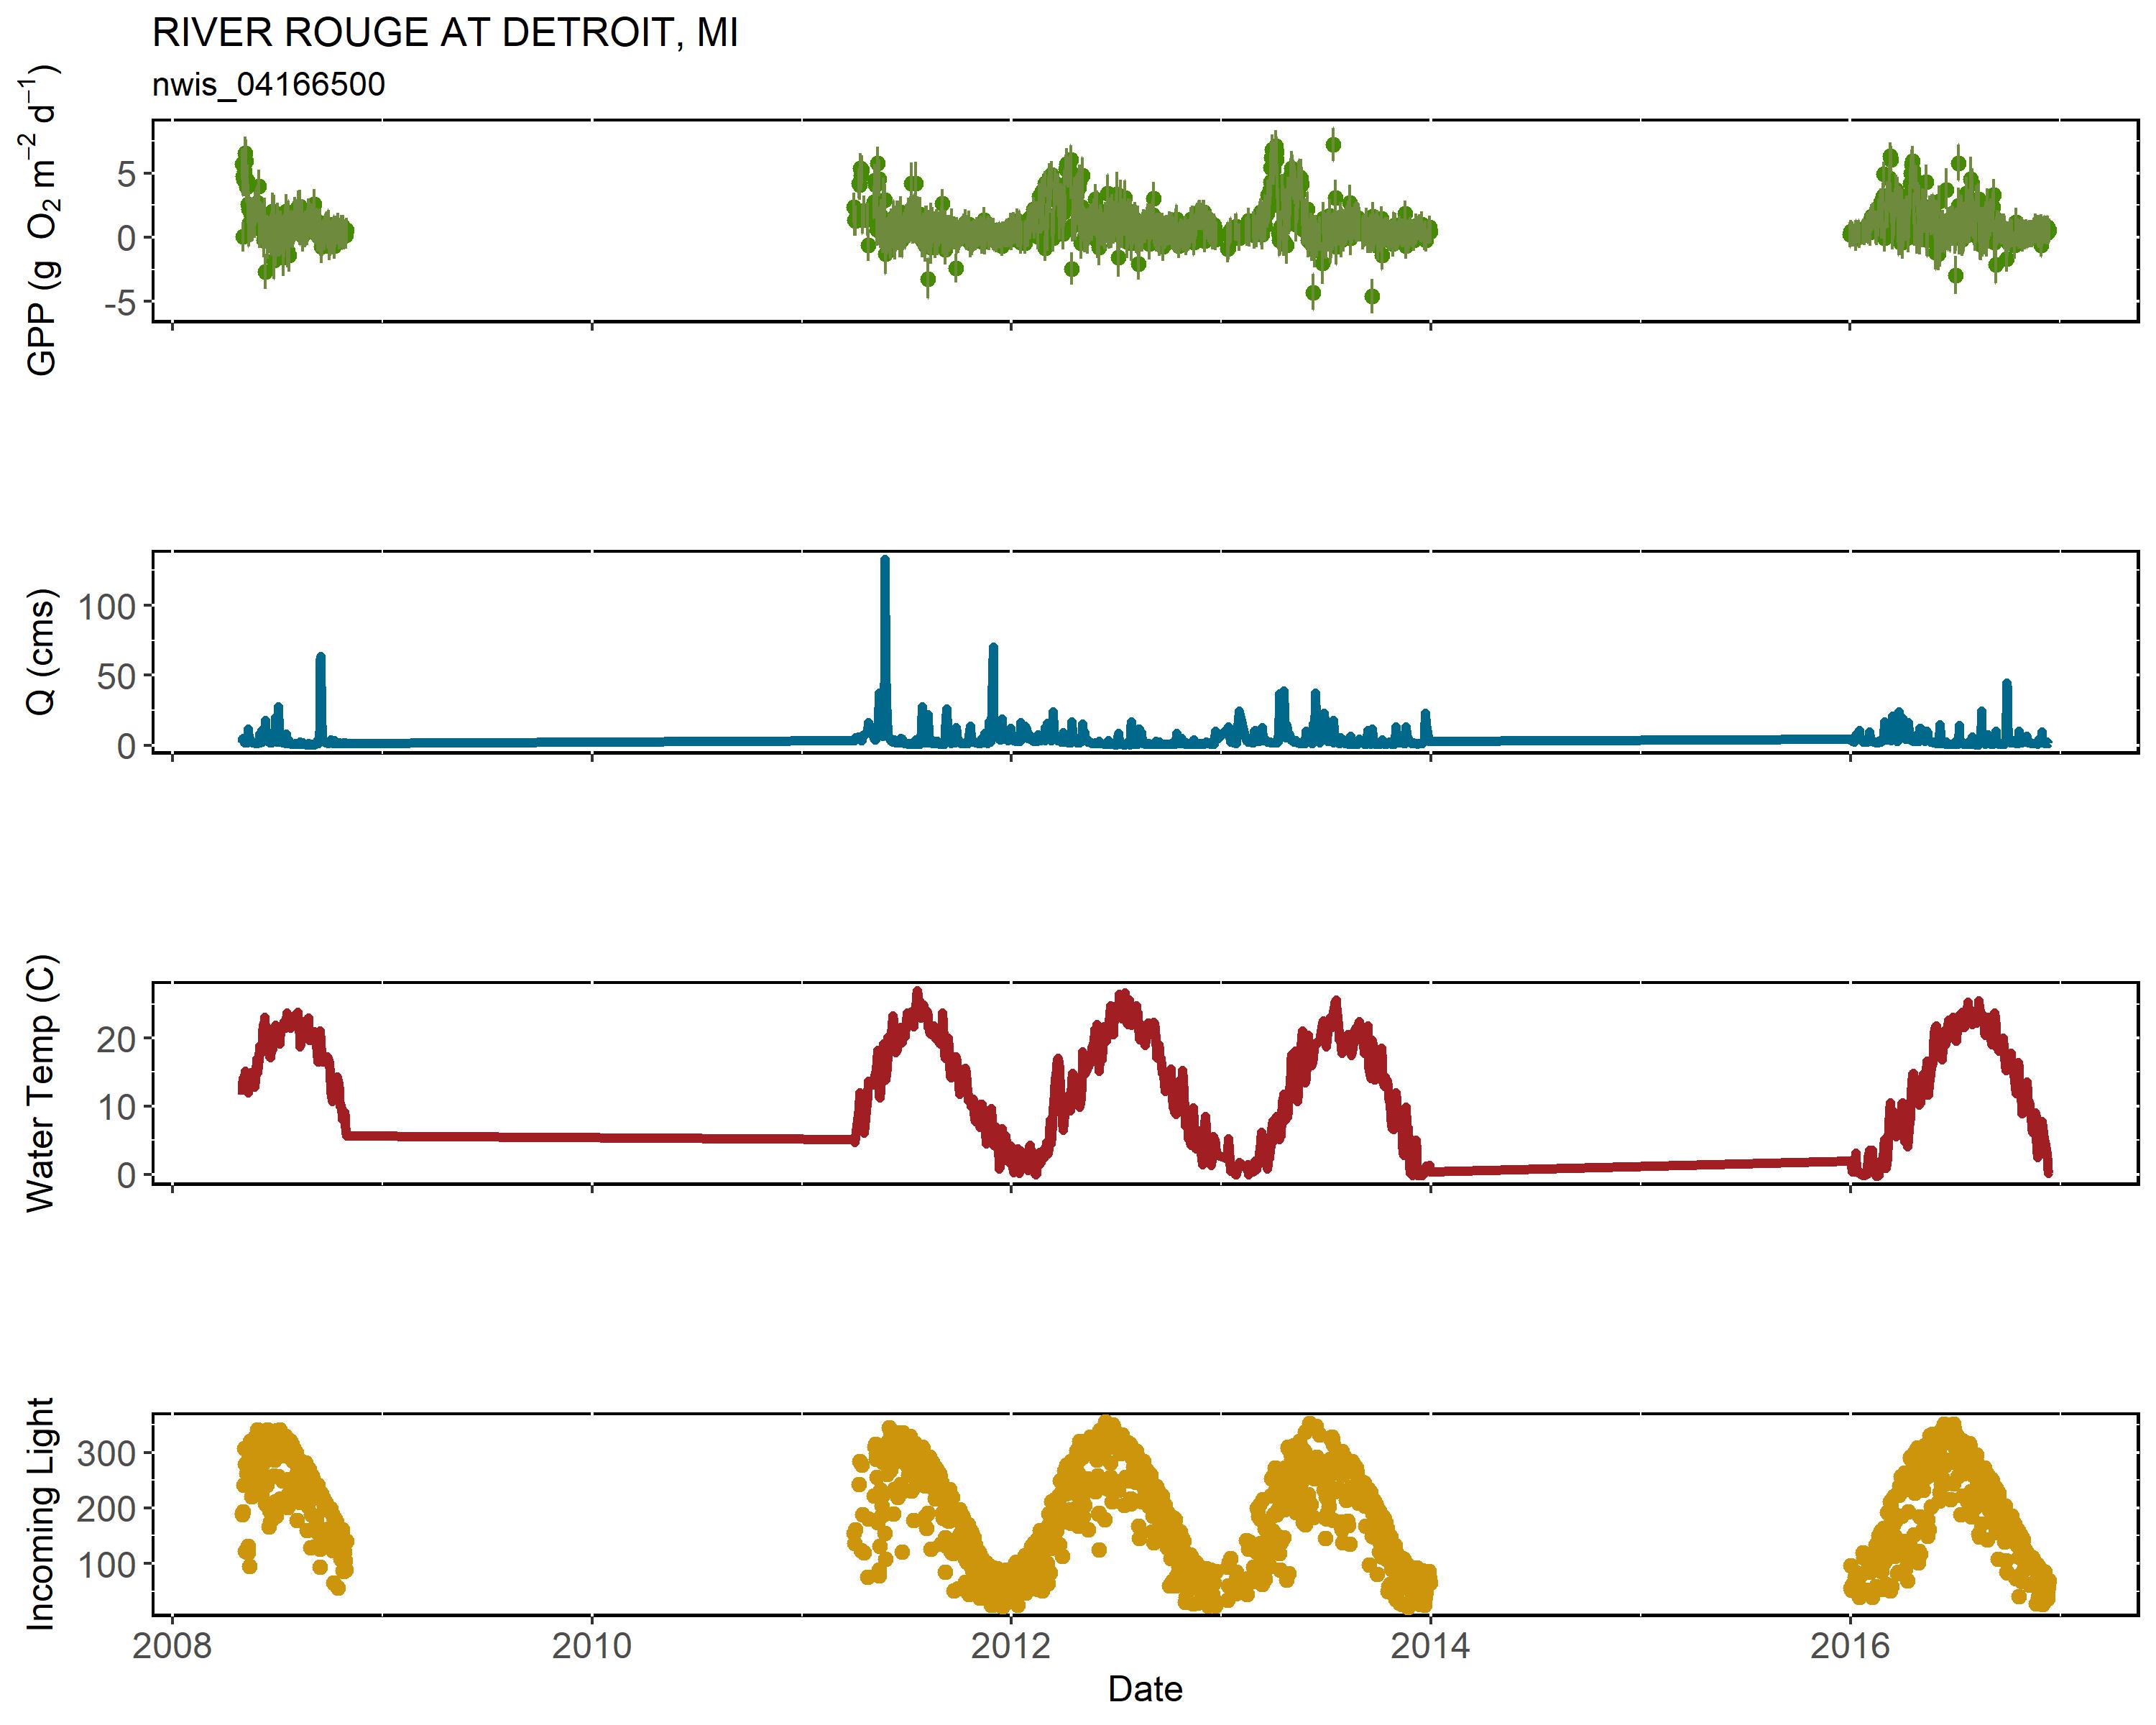 RIVER ROUGE AT DETROIT, MI
nwis_04166500
GPP (g O₂ m⁻² d⁻¹)
5
0
-5
Q (cms)
100
50
0
Water Temp (C)
20
10
0
Incoming Light
300
200
100
2008 2010 2012 2014 2016
Date